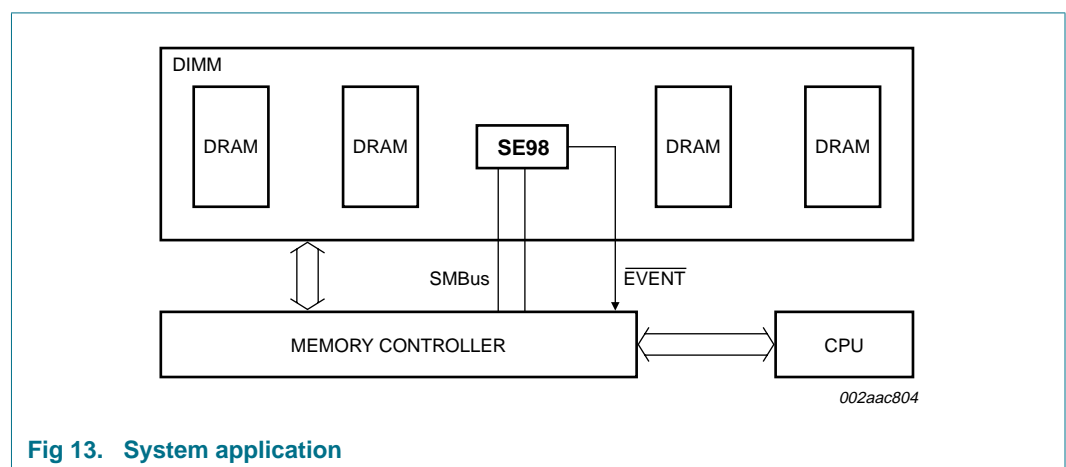 DIMM
DRAM
DRAM
SE98
DRAM
DRAM
SMBus
EVENT
MEMORY CONTROLLER
CPU
002aac804
Fig 13. System application